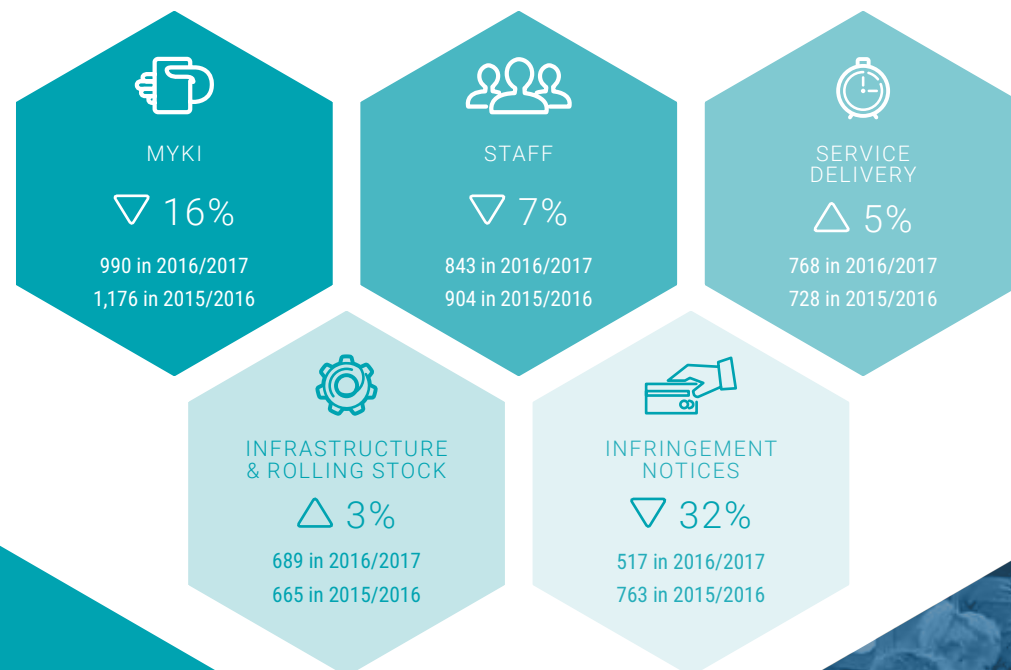 MYKI
▽ 16%
990 in 2016/2017
1,176 in 2015/2016
STAFF
▽ 7%
843 in 2016/2017
904 in 2015/2016
SERVICE
DELIVERY
△ 5%
768 in 2016/2017
728 in 2015/2016
INFRASTRUCTURE
& ROLLING STOCK
△ 3%
689 in 2016/2017
665 in 2015/2016
INFRINGEMENT
NOTICES
▽ 32%
517 in 2016/2017
763 in 2015/2016